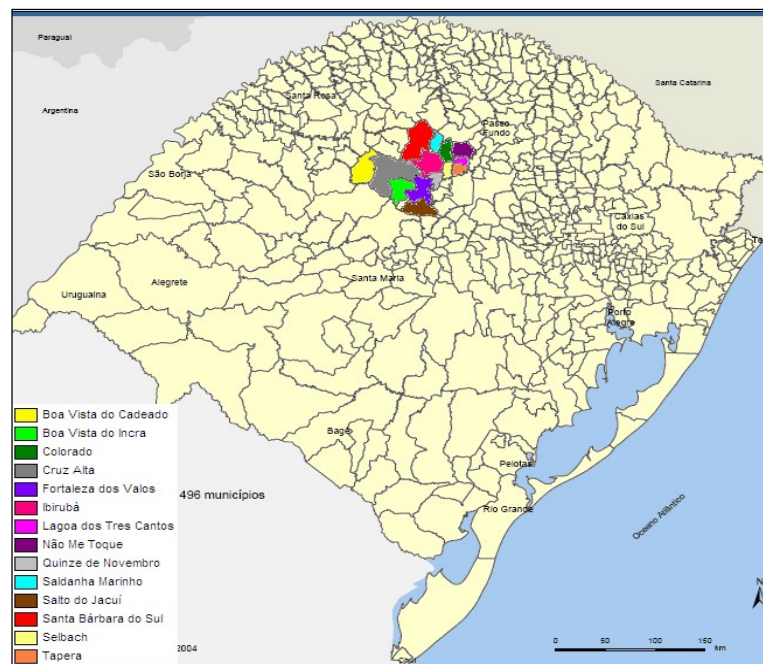 Paraguai
Argentina
Santa Catarina
Santa Rosa
Passo
Fundo
São Borja
Caxias
do Sul
To
Santa Maria
Uruguaina
Alegrete
Porto
Alegre
Bagé
Pelotas
Rio Grande
Oceano Atlântico
Chuí
Boa Vista do Cadeado
Boa Vista do Incra
Colorado
Cruz Alta
Fortaleza dos Valos
Ibirubá
Lagoa dos Tres Cantos
Não Me Toque
Quinze de Novembro
Saldanha Marinho
Salto do Jacuí
Santa Bárbara do Sul
Selbach
Tapera
496 municípios
2004
N
0 50 100 150
km